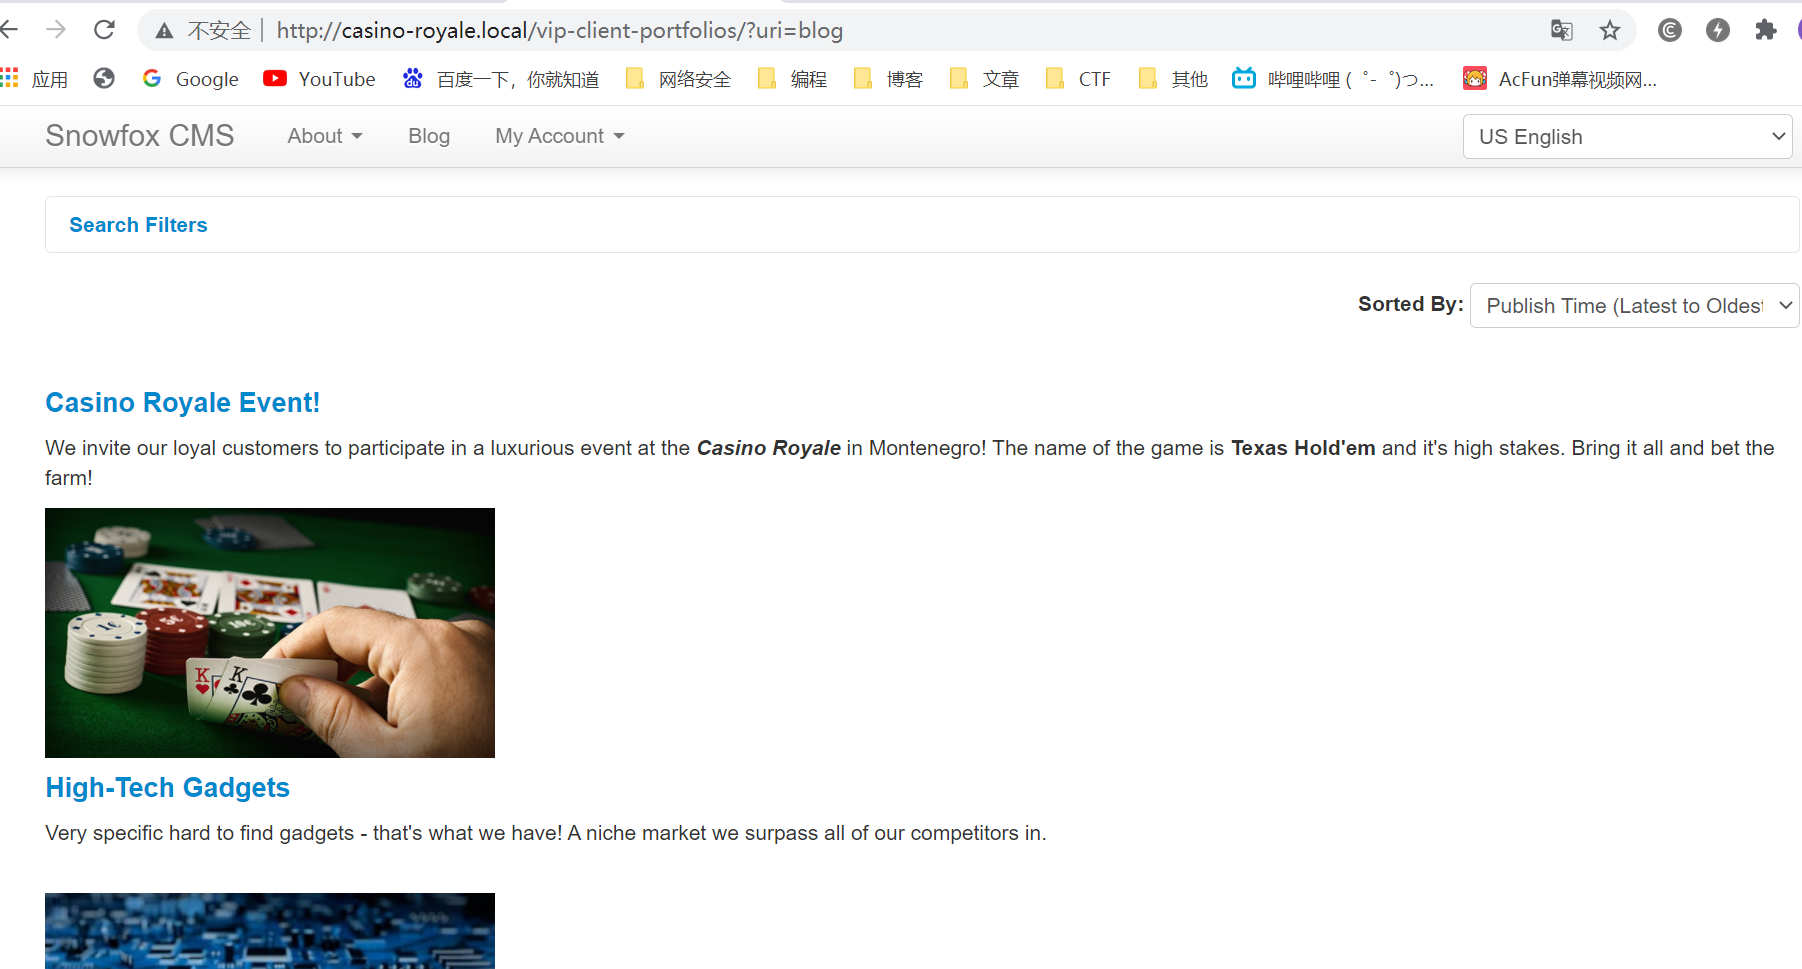 不安全 http://casino-royale.local/vip-client-portfolios/?uri=blog
应用 Google YouTube 百度一下，你就知道 网络安全 编程 博客 文章 CTF 其他 哔哩哔哩 ( ゜- ゜)つ... AcFun弹幕视频网...
Snowfox CMS About Blog My Account US English
Search Filters
Sorted By: Publish Time (Latest to Oldest
Casino Royale Event!
We invite our loyal customers to participate in a luxurious event at the Casino Royale in Montenegro! The name of the game is Texas Hold'em and it's high stakes. Bring it all and bet the
farm!
K K
High-Tech Gadgets
Very specific hard to find gadgets - that's what we have! A niche market we surpass all of our competitors in.